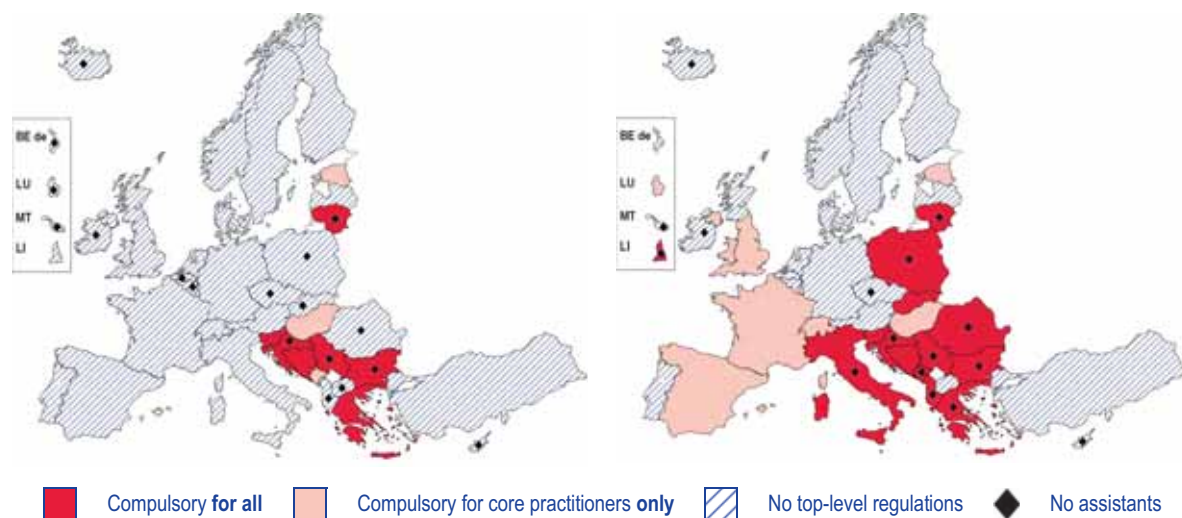 BE de
LU
MT
LI
BE de
LU
MT
LI
Compulsory for all
Compulsory for core practitioners only
No top-level regulations
No assistants